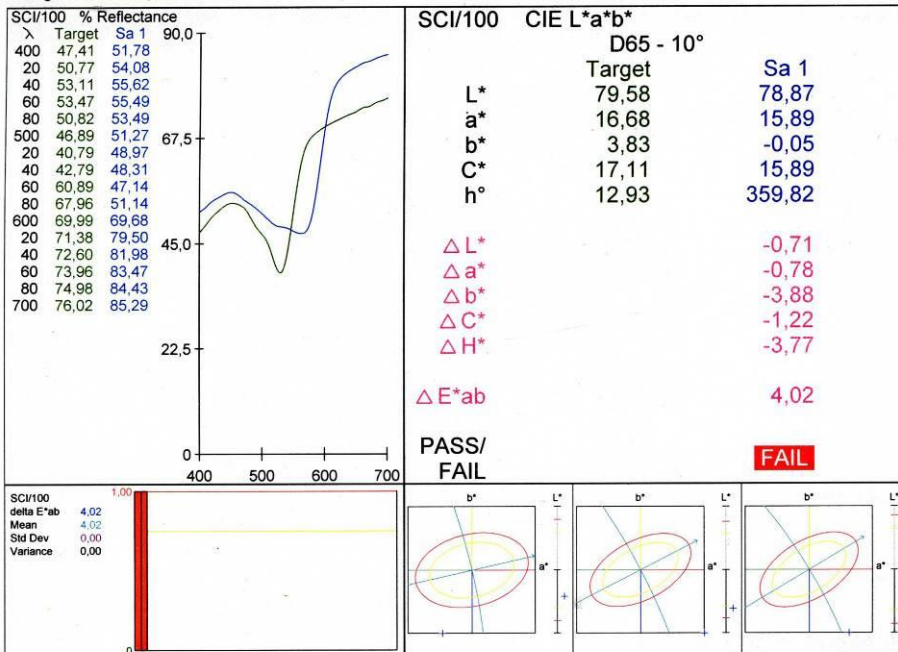 SCI/100 % Reflectance
λ Target Sa 1
400 47,41 51,78
20 50,77 54,08
40 53,11 55,62
60 53,47 55,49
80 50,82 53,49
500 46,89 51,27
20 40,79 48,97
40 42,79 48,31
60 60,89 47,14
80 67,96 51,14
600 69,99 69,68
20 71,38 79,50
40 72,60 81,98
60 73,96 83,47
80 74,98 84,43
700 76,02 85,29
90,0
67,5
45,0
22,5
0
400 500 600 700
SCI/100 CIE L*a*b*
D65 - 10°
Target Sa 1
L* 79,58 78,87
a* 16,68 15,89
b* 3,83 -0,05
C* 17,11 15,89
h° 12,93 359,82
△ L* -0,71
△ a* -0,78
△ b* -3,88
△ C* -1,22
△ H* -3,77
△ E*ab 4,02
PASS/
FAIL FAIL
SCI/100
delta E*ab 4,02
Mean 4,02
Std Dev 0,00
Variance 0,00
1,00
0
b* L*
a*
b* L*
a*
b* L*
a*